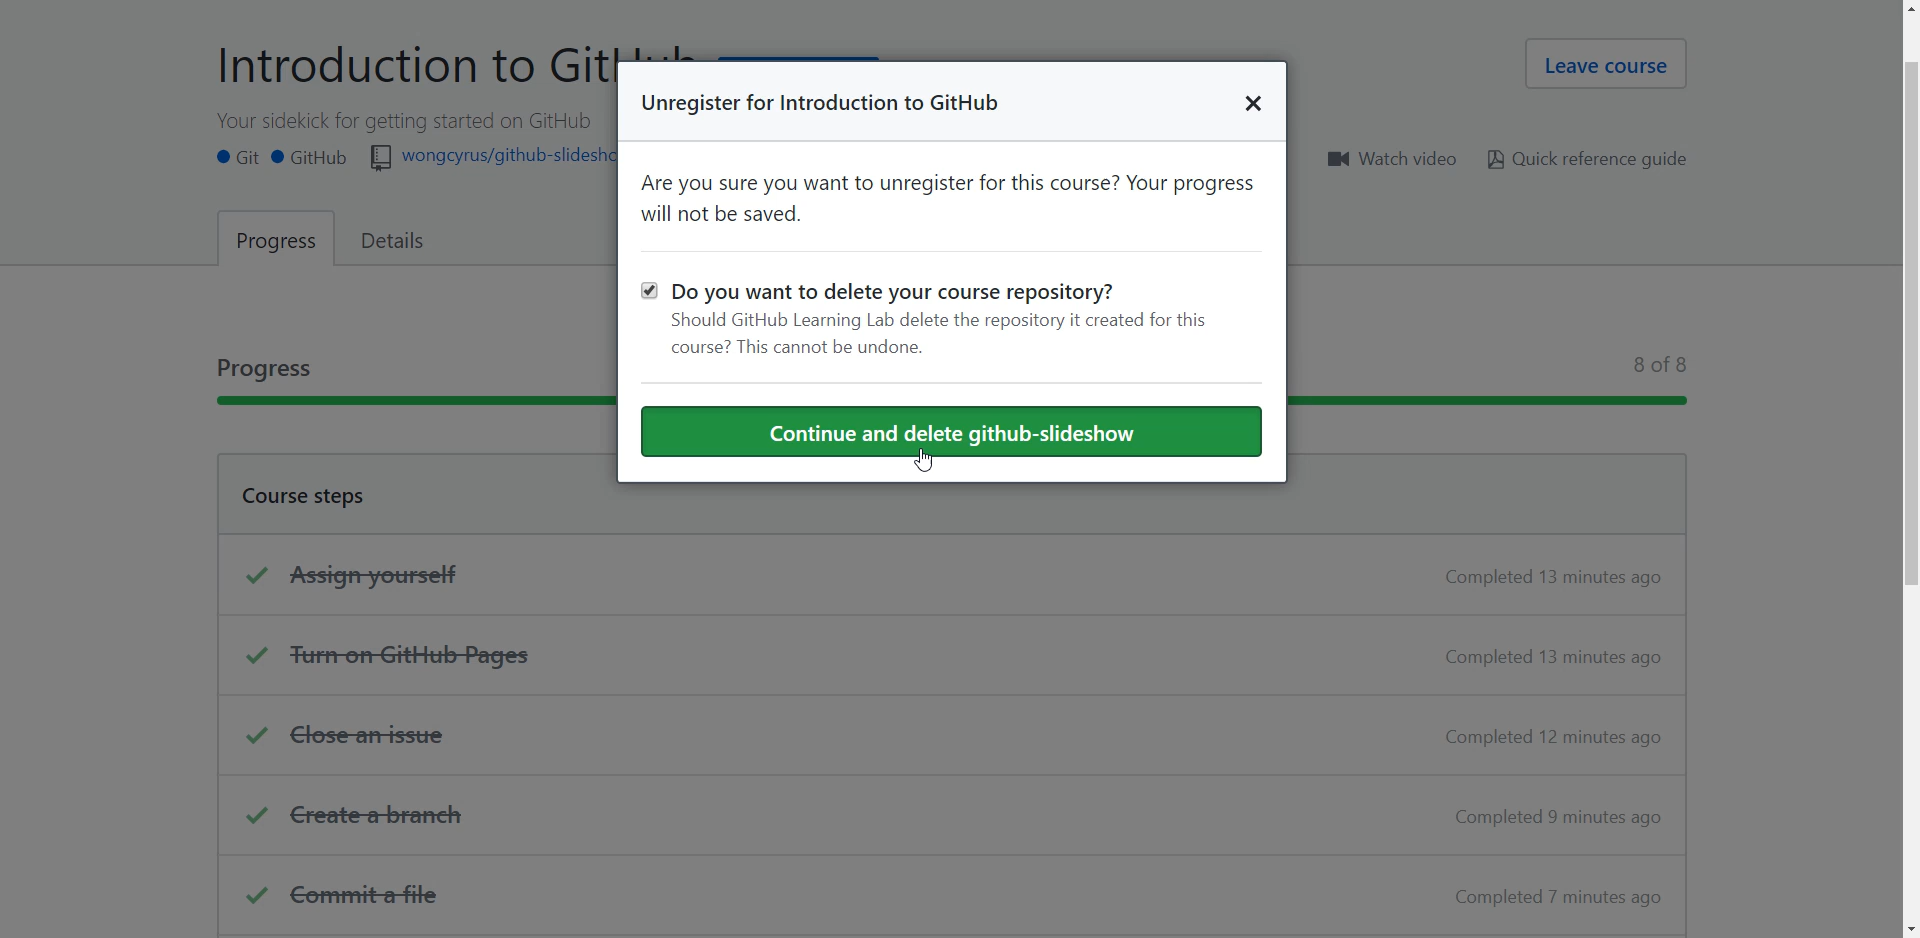 Introduction to GitHub
Leave course
Your sidekick for getting started on GitHub
Git GitHub wongcyrus/github-slidesho
Watch video Quick reference guide
Progress Details
Unregister for Introduction to GitHub
Are you sure you want to unregister for this course? Your progress
will not be saved.
Do you want to delete your course repository?
Should GitHub Learning Lab delete the repository it created for this
course? This cannot be undone.
Continue and delete github-slideshow
Progress 8 of 8
Course steps
Assign yourself Completed 13 minutes ago
Turn on GitHub Pages Completed 13 minutes ago
Close an issue Completed 12 minutes ago
Create a branch Completed 9 minutes ago
Commit a file Completed 7 minutes ago